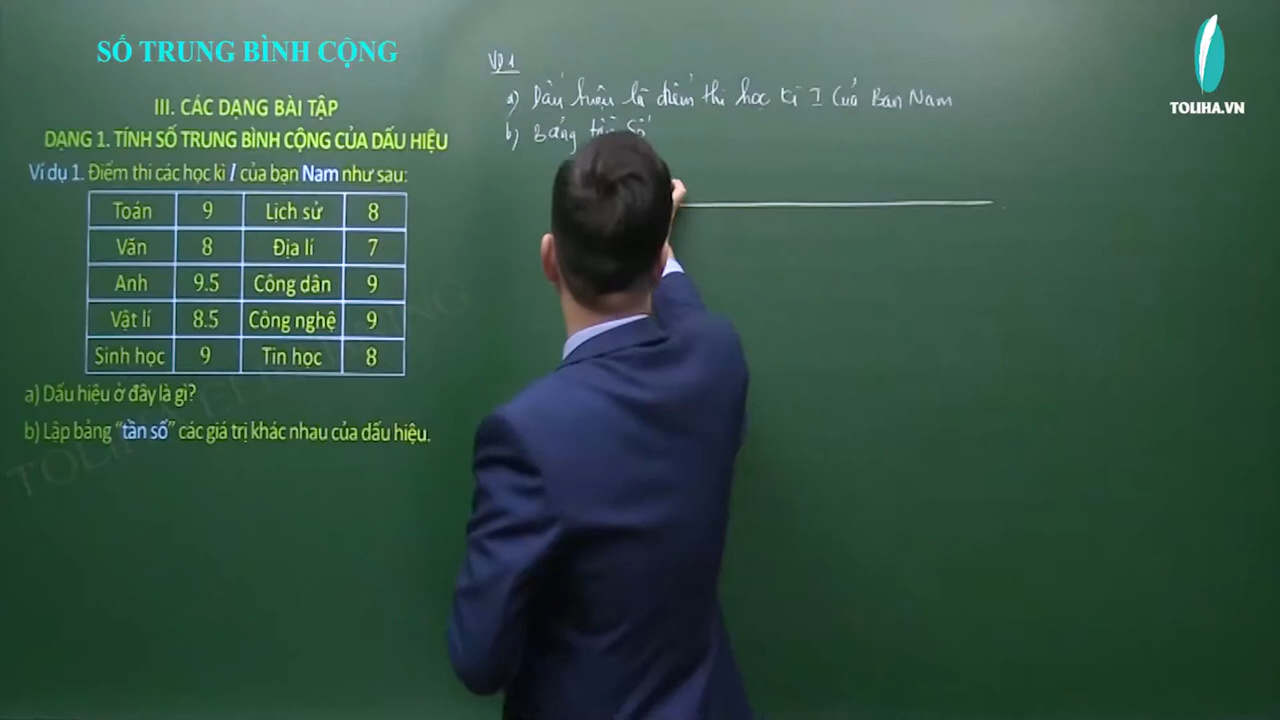 SỐ TRUNG BÌNH CỘNG
III. CÁC DẠNG BÀI TẬP
DẠNG 1. TÍNH SỐ TRUNG BÌNH CỘNG CỦA DẤU HIỆU
Ví dụ 1. Điểm thi các học kì I của bạn Nam như sau:
Toán 9 Lịch sử 8
Văn 8 Địa lí 7
Anh 9.5 Công dân 9
Vật lí 8.5 Công nghệ 9
Sinh học 9 Tin học 8
a) Dấu hiệu ở đây là gì?
b) Lập bảng “tần số” các giá trị khác nhau của dấu hiệu.
VD 1
a) Dấu hiệu là điểm thi học kì I của Bạn Nam
b) Bảng tần số
TOLIHA.VN